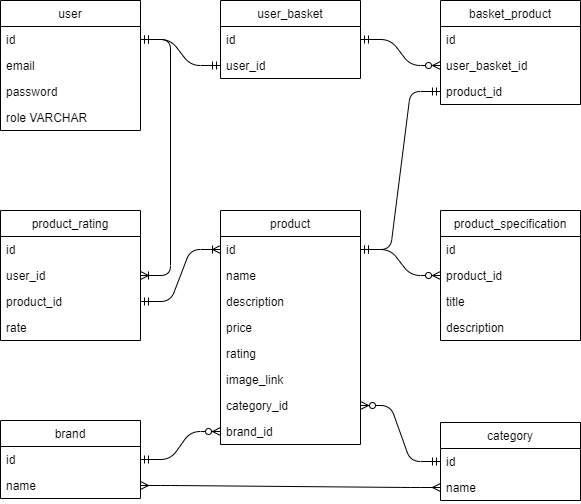 user
id
email
password
role VARCHAR
user_basket
id
user_id
basket_product
id
user_basket_id
product_id
product_rating
id
user_id
product_id
rate
product
id
name
description
price
rating
image_link
category_id
brand_id
product_specification
id
product_id
title
description
brand
id
name
category
id
name